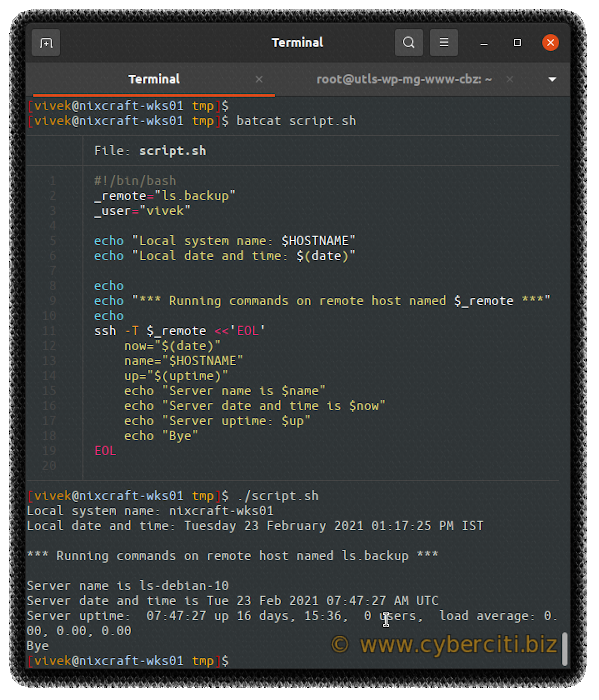 Terminal
Terminal
root@utls-wp-mg-www-cbz: ~
[vivek@nixcraft-wks01 tmp]$
[vivek@nixcraft-wks01 tmp]$ batcat script.sh
File: script.sh
1 #!/bin/bash
2 _remote="ls.backup"
3 _user="vivek"
4
5 echo "Local system name: $HOSTNAME"
6 echo "Local date and time: $(date)"
7
8 echo
9 echo "*** Running commands on remote host named $_remote ***"
10 echo
11 ssh -T $_remote <<'EOL'
12 now="$(date)"
13 name="$HOSTNAME"
14 up="$(uptime)"
15 echo "Server name is $name"
16 echo "Server date and time is $now"
17 echo "Server uptime: $up"
18 echo "Bye"
19 EOL
20
[vivek@nixcraft-wks01 tmp]$ ./script.sh
Local system name: nixcraft-wks01
Local date and time: Tuesday 23 February 2021 01:17:25 PM IST
*** Running commands on remote host named ls.backup ***
Server name is ls-debian-10
Server date and time is Tue 23 Feb 2021 07:47:27 AM UTC
Server uptime:  07:47:27 up 16 days, 15:36,  0 users,  load average: 0.
00, 0.00, 0.00
Bye
[vivek@nixcraft-wks01 tmp]$
© www.cyberciti.biz